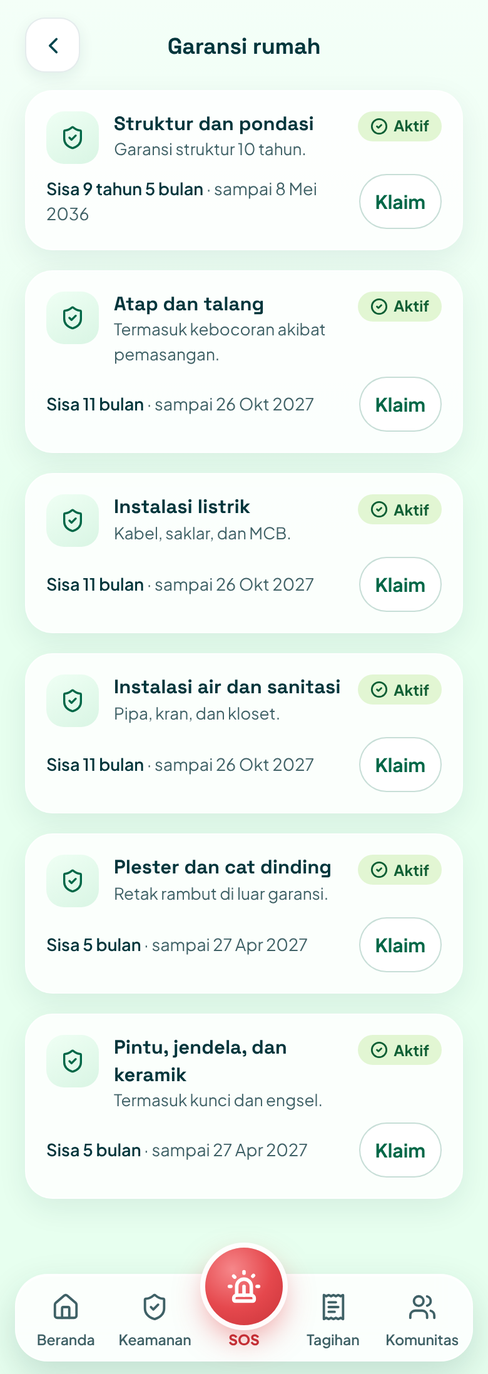 Garansi rumah
Struktur dan pondasi
Aktif
Garansi struktur 10 tahun.
Sisa 9 tahun 5 bulan · sampai 8 Mei
2036
Klaim
Atap dan talang
Aktif
Termasuk kebocoran akibat
pemasangan.
Sisa 11 bulan · sampai 26 Okt 2027
Klaim
Instalasi listrik
Aktif
Kabel, saklar, dan MCB.
Sisa 11 bulan · sampai 26 Okt 2027
Klaim
Instalasi air dan sanitasi
Aktif
Pipa, kran, dan kloset.
Sisa 11 bulan · sampai 26 Okt 2027
Klaim
Plester dan cat dinding
Aktif
Retak rambut di luar garansi.
Sisa 5 bulan · sampai 27 Apr 2027
Klaim
Pintu, jendela, dan
keramik
Aktif
Termasuk kunci dan engsel.
Sisa 5 bulan · sampai 27 Apr 2027
Klaim
Beranda
Keamanan
SOS
Tagihan
Komunitas